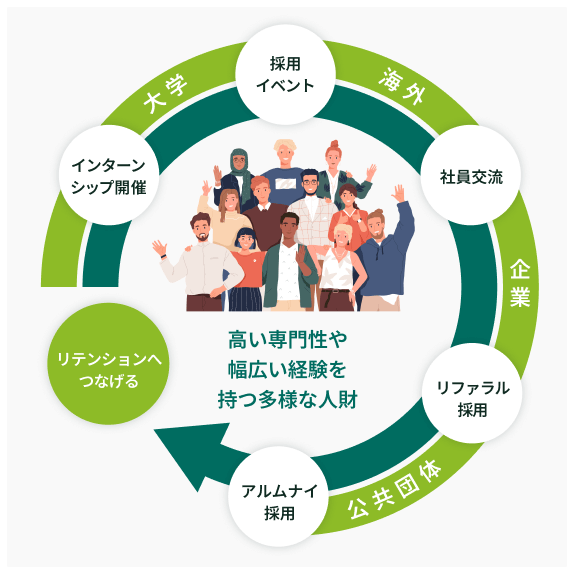 採用
イベント
大学
海外
インターン
シップ開催
社員交流
企業
高い専門性や
幅広い経験を
持つ多様な人財
リテンションへ
つなげる
リファラル
採用
公共団体
アルムナイ
採用